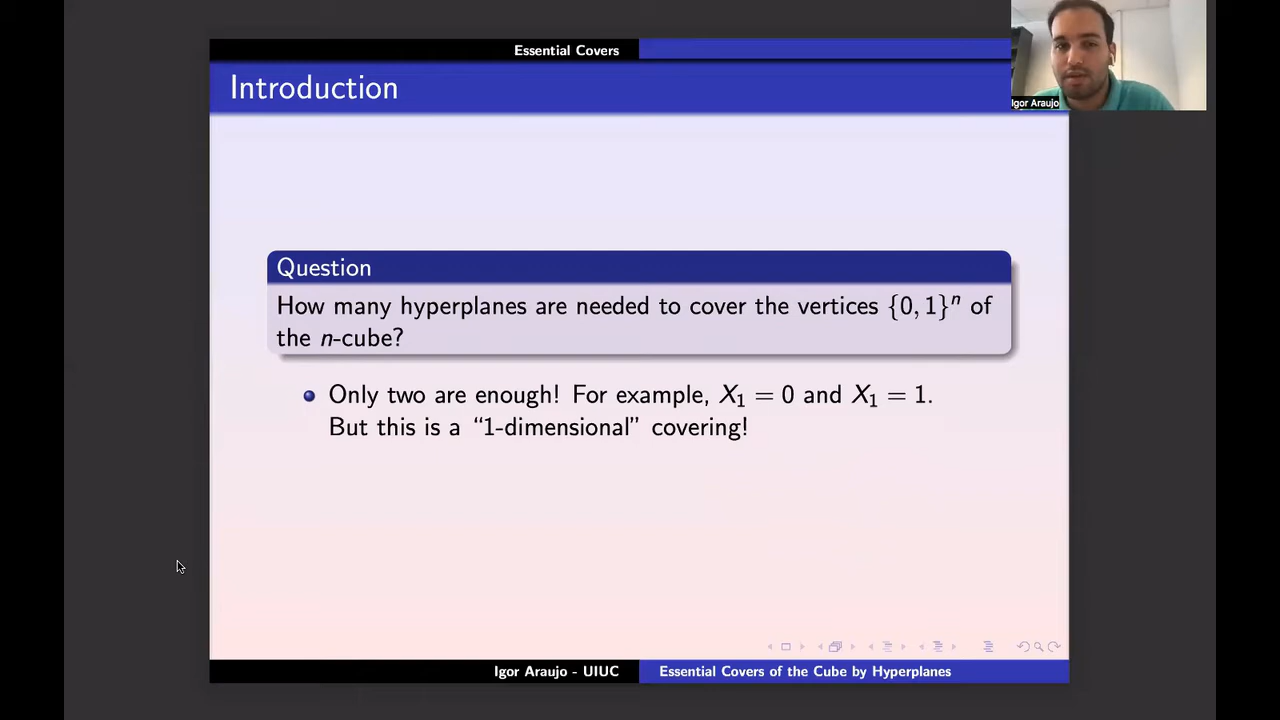 Essential Covers
Introduction
Igor Araujo
Question
How many hyperplanes are needed to cover the vertices {0, 1}ⁿ of
the n-cube?
Only two are enough! For example, X₁ = 0 and X₁ = 1.
But this is a “1-dimensional” covering!
Igor Araujo - UIUC
Essential Covers of the Cube by Hyperplanes